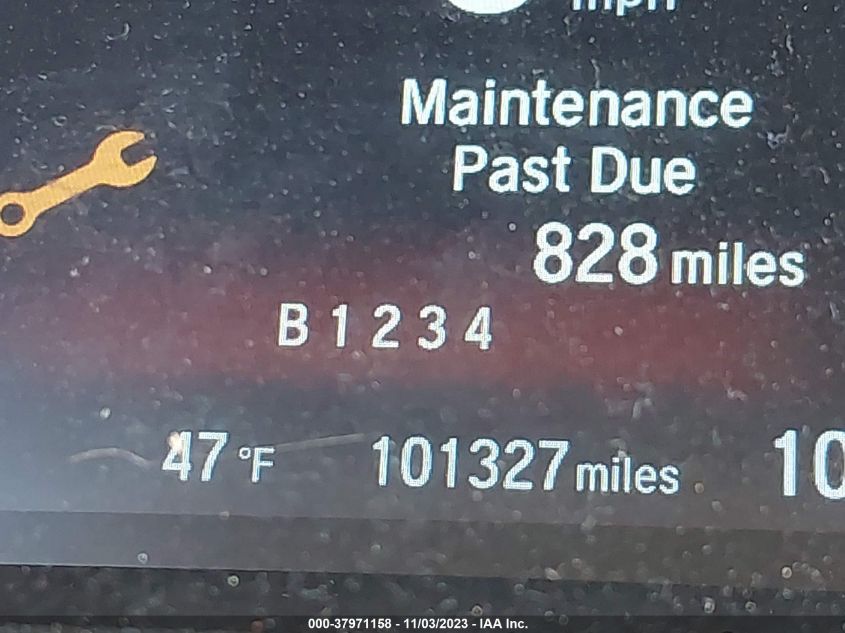 mph
Maintenance
Past Due
828 miles
B 1 2 3 4
47 °F 101327 miles 10
000-37971158 - 11/03/2023 - IAA Inc.